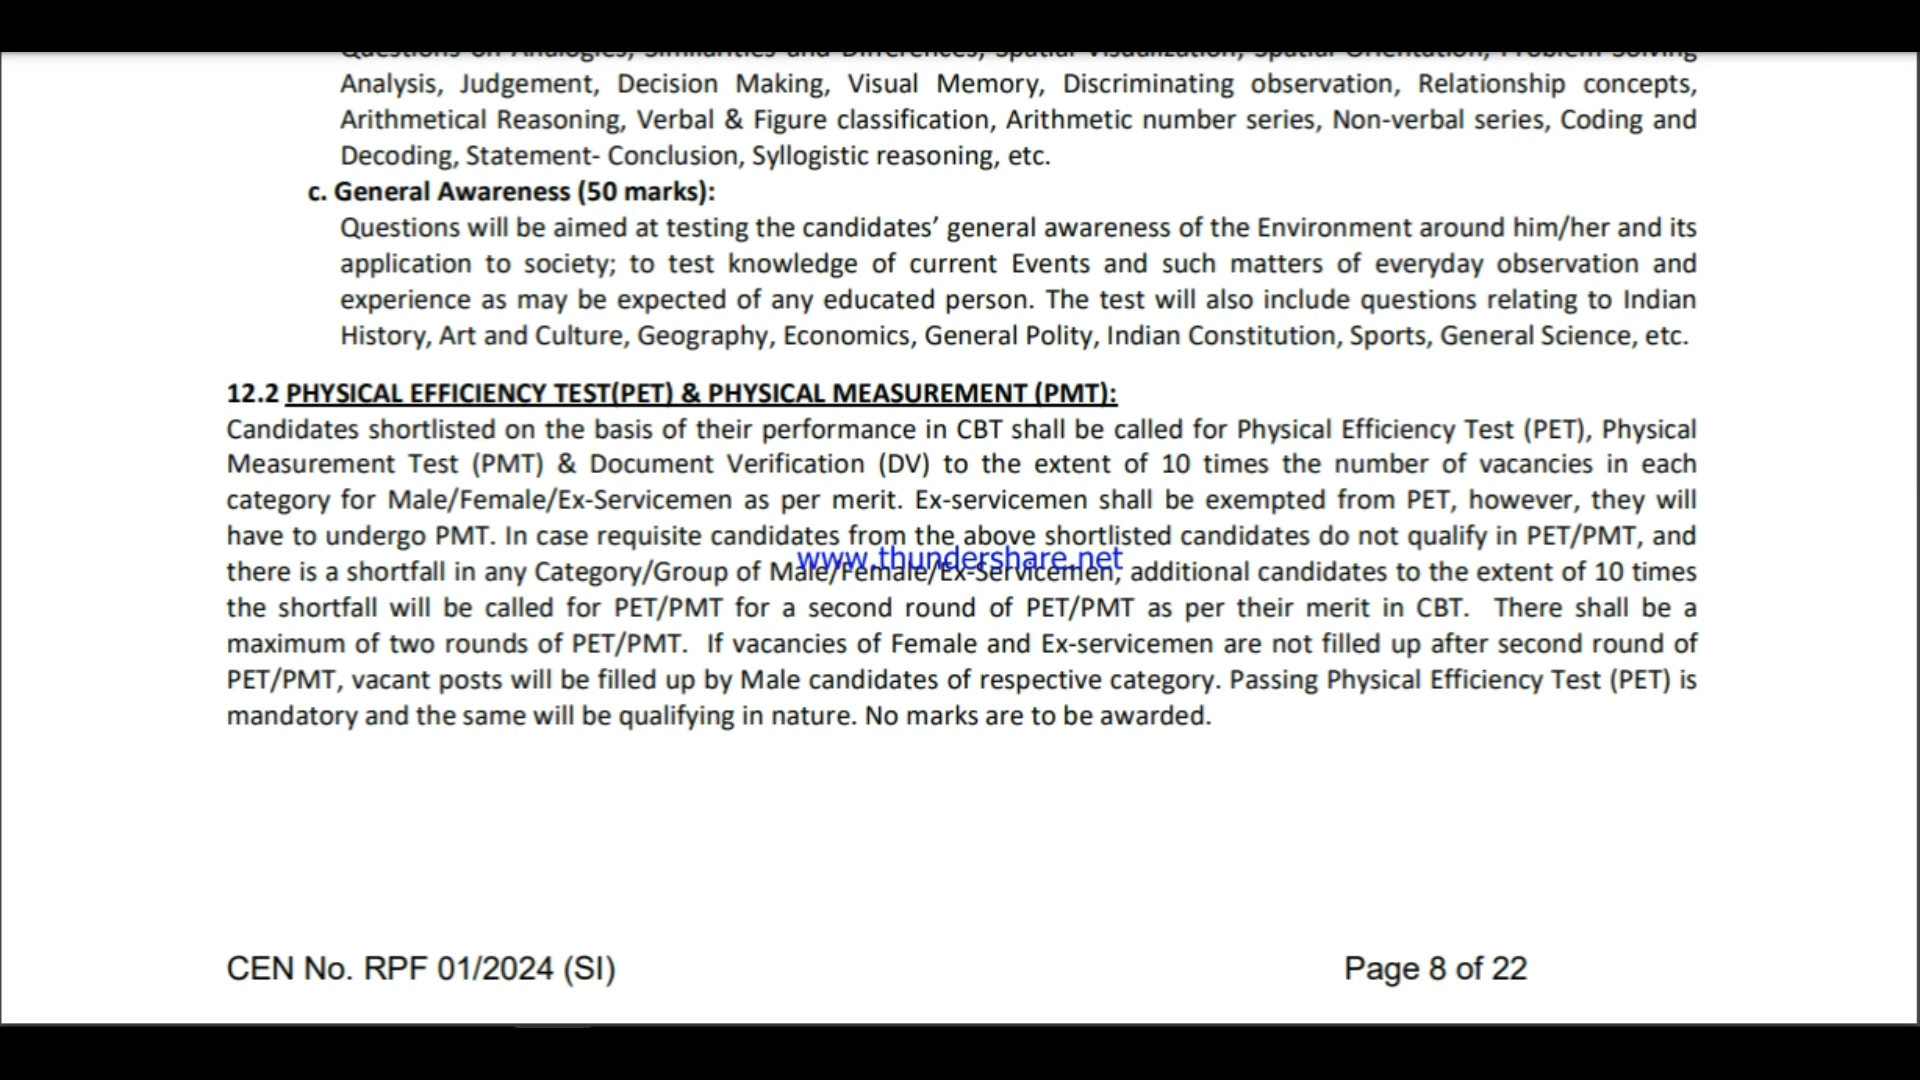 Questions on Analogies, Similarities and Differences, Spatial Visualization, Spatial Orientation, Problem Solving
Analysis, Judgement, Decision Making, Visual Memory, Discriminating observation, Relationship concepts,
Arithmetical Reasoning, Verbal & Figure classification, Arithmetic number series, Non-verbal series, Coding and
Decoding, Statement- Conclusion, Syllogistic reasoning, etc.
c. General Awareness (50 marks):
Questions will be aimed at testing the candidates’ general awareness of the Environment around him/her and its
application to society; to test knowledge of current Events and such matters of everyday observation and
experience as may be expected of any educated person. The test will also include questions relating to Indian
History, Art and Culture, Geography, Economics, General Polity, Indian Constitution, Sports, General Science, etc.
12.2 PHYSICAL EFFICIENCY TEST(PET) & PHYSICAL MEASUREMENT (PMT):
Candidates shortlisted on the basis of their performance in CBT shall be called for Physical Efficiency Test (PET), Physical
Measurement Test (PMT) & Document Verification (DV) to the extent of 10 times the number of vacancies in each
category for Male/Female/Ex-Servicemen as per merit. Ex-servicemen shall be exempted from PET, however, they will
have to undergo PMT. In case requisite candidates from the above shortlisted candidates do not qualify in PET/PMT, and
www.thundershare.net
there is a shortfall in any Category/Group of Male/Female/Ex-Servicemen, additional candidates to the extent of 10 times
the shortfall will be called for PET/PMT for a second round of PET/PMT as per their merit in CBT. There shall be a
maximum of two rounds of PET/PMT. If vacancies of Female and Ex-servicemen are not filled up after second round of
PET/PMT, vacant posts will be filled up by Male candidates of respective category. Passing Physical Efficiency Test (PET) is
mandatory and the same will be qualifying in nature. No marks are to be awarded.
CEN No. RPF 01/2024 (SI)
Page 8 of 22